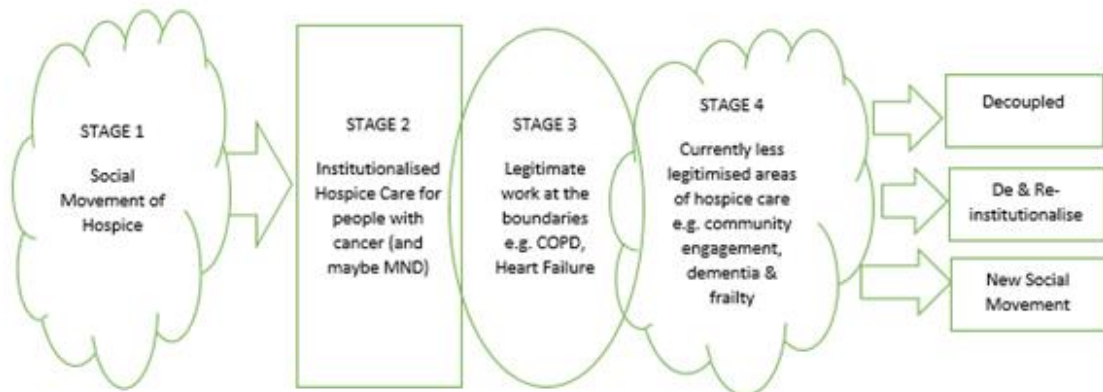 STAGE 1
Social
Movement of
Hospice
STAGE 2
Institutionalised
Hospice Care for
people with
cancer (and
maybe MND)
STAGE 3
Legitimate
work at the
boundaries
e.g. COPD,
Heart Failure
STAGE 4
Currently less
legitimised areas
of hospice care
e.g. community
engagement,
dementia &
frailty
Decoupled
De & Re-
institutionalise
New Social
Movement